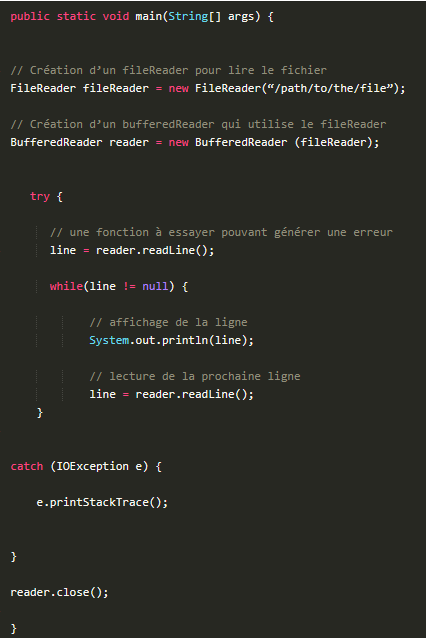 public static void main(String[] args) {
// Création d’un fileReader pour lire le fichier
FileReader fileReader = new FileReader(“/path/to/the/file”);
// Création d’un bufferedReader qui utilise le fileReader
BufferedReader reader = new BufferedReader (fileReader);
try {
// une fonction à essayer pouvant générer une erreur
line = reader.readLine();
while(line != null) {
// affichage de la ligne
System.out.println(line);
// lecture de la prochaine ligne
line = reader.readLine();
}
catch (IOException e) {
e.printStackTrace();
}
reader.close();
}